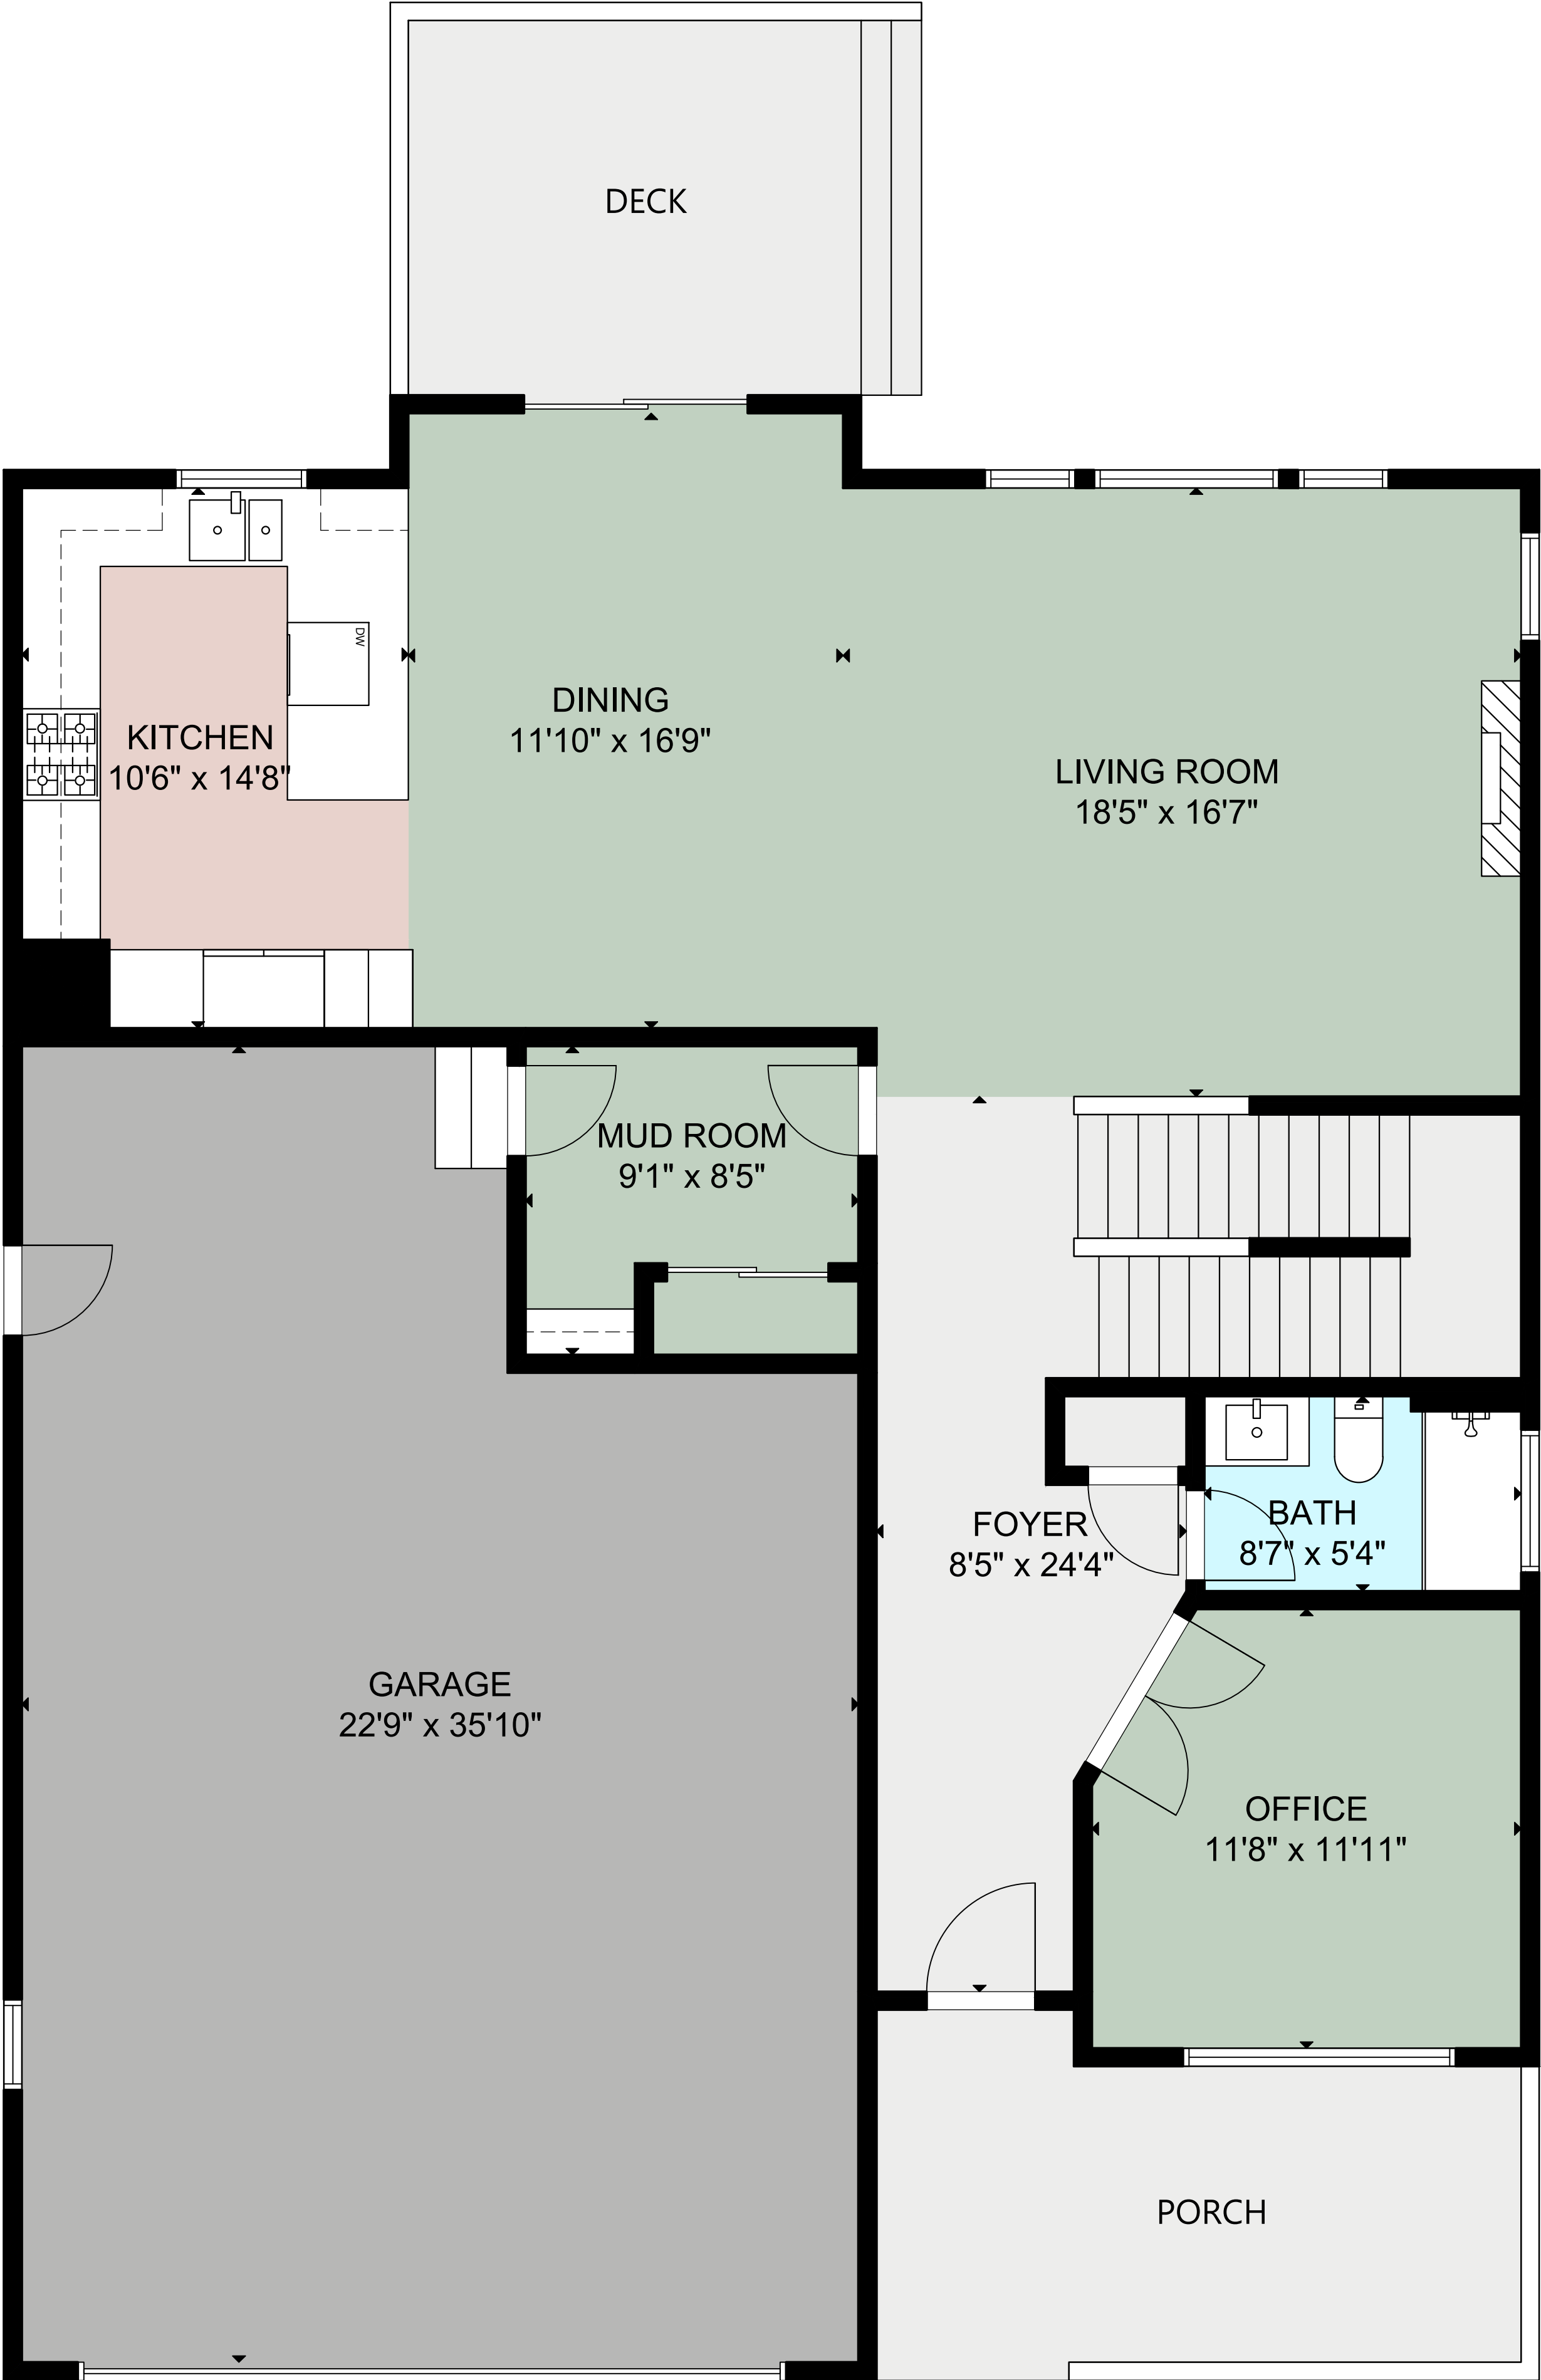 DECK
DW
DINING
11'10" x 16'9"
KITCHEN
10'6" x 14'8"
LIVING ROOM
18'5" x 16'7"
MUD ROOM
9'1" x 8'5"
FOYER
8'5" x 24'4"
BATH
8'7" x 5'4"
GARAGE
22'9" x 35'10"
OFFICE
11'8" x 11'11"
PORCH